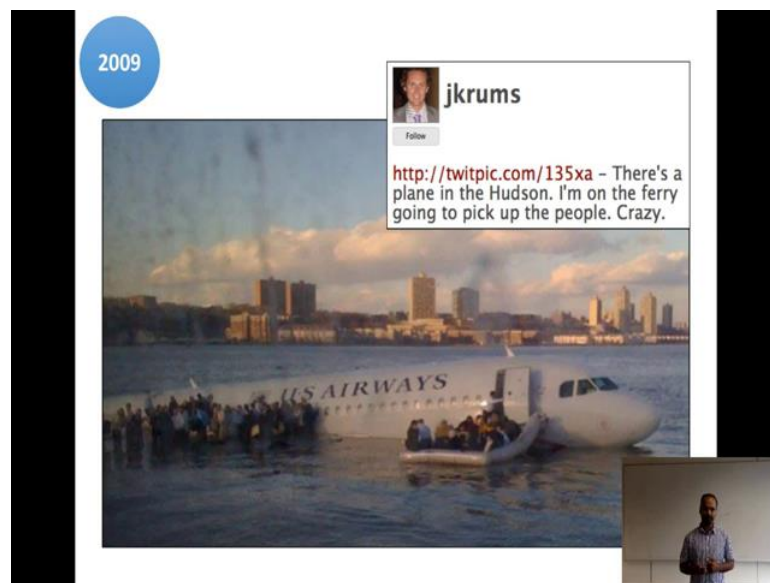 2009
jkrums
Follow
http://twitpic.com/135xa – There's a
plane in the Hudson. I'm on the ferry
going to pick up the people. Crazy.
US AIRWAYS